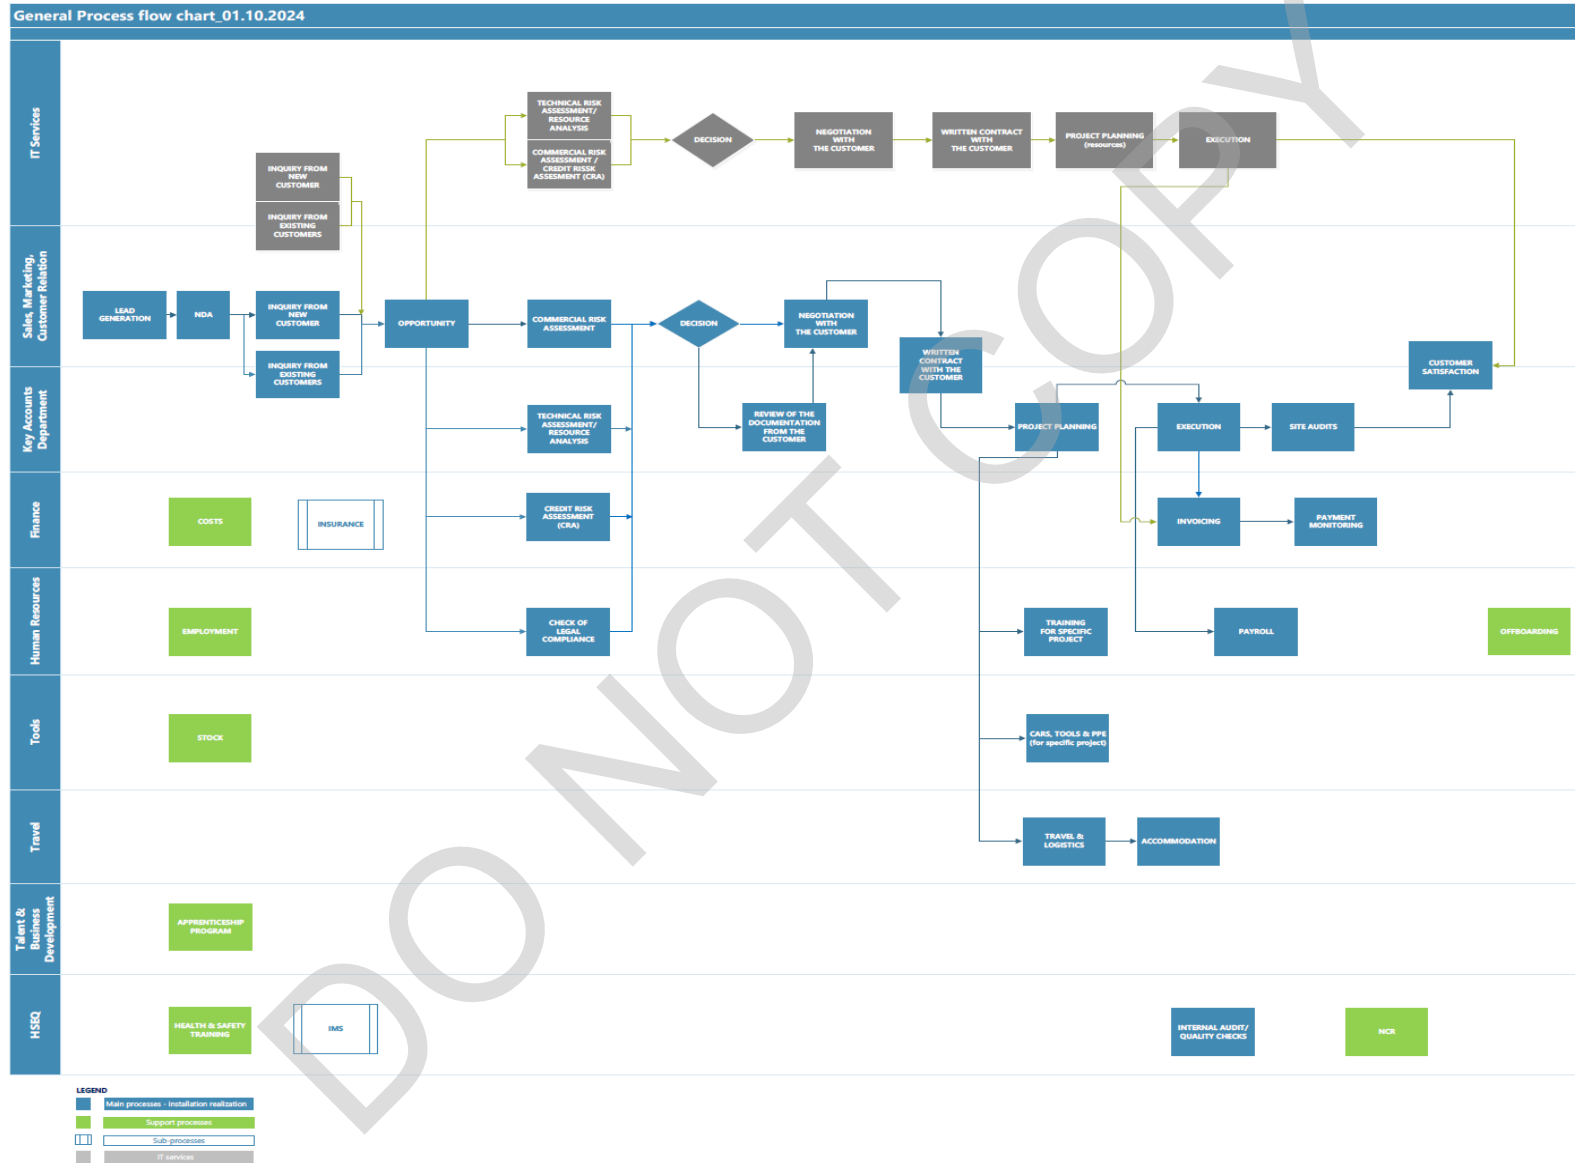 General Process flow chart_01.10.2024
IT Services
TECHNICAL RISK
ASSESSMENT/
RESOURCE
ANALYSIS
COMMERCIAL RISK
ASSESSMENT /
CREDIT RISSK
ASSESMENT (CRA)
DECISION
NEGOTIATION
WITH
THE CUSTOMER
WRITTEN CONTRACT
WITH
THE CUSTOMER
PROJECT PLANNING
(resources)
EXECUTION
INQUIRY FROM
NEW
CUSTOMER
INQUIRY FROM
EXISTING
CUSTOMERS
Sales, Marketing,
Customer Relation
LEAD
GENERATION
NDA
INQUIRY FROM
NEW
CUSTOMER
INQUIRY FROM
EXISTING
CUSTOMERS
OPPORTUNITY
COMMERCIAL RISK
ASSESSMENT
DECISION
NEGOTIATION
WITH
THE CUSTOMER
WRITTEN
CONTRACT
WITH THE
CUSTOMER
CUSTOMER
SATISFACTION
Key Accounts
Department
TECHNICAL RISK
ASSESSMENT/
RESOURCE
ANALYSIS
REVIEW OF THE
DOCUMENTATION
FROM THE
CUSTOMER
PROJECT PLANNING
EXECUTION
SITE AUDITS
Finance
COSTS
INSURANCE
CREDIT RISK
ASSESSMENT
(CRA)
INVOICING
PAYMENT
MONITORING
Human Resources
EMPLOYMENT
CHECK OF
LEGAL
COMPLIANCE
TRAINING
FOR SPECIFIC
PROJECT
PAYROLL
OFFBOARDING
Tools
STOCK
CARS, TOOLS & PPE
(for specific project)
Travel
TRAVEL &
LOGISTICS
ACCOMMODATION
Talent &
Business
Development
APPRENTICESHIP
PROGRAM
HSEQ
HEALTH & SAFETY
TRAINING
IMS
INTERNAL AUDIT/
QUALITY CHECKS
NCR
LEGEND
Main processes - installation realization
Support processes
Sub-processes
IT services
DO NOT COPY